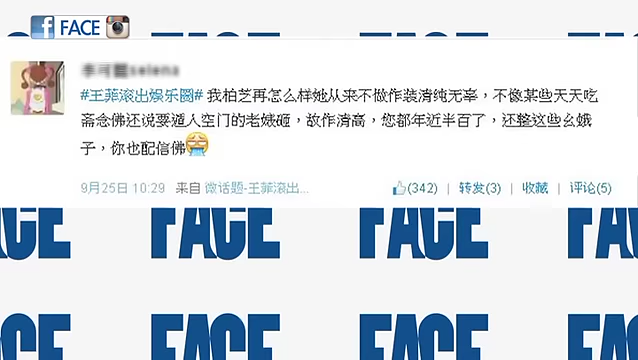 f FACE
李可 selena
#王菲滚出娱乐圈# 我柏芝再怎么样她从来不做作装清纯无辜，不像某些天天吃
斋念佛还说要遁入空门的老婊砸，故作清高，您都年近半百了，还整这些幺蛾
子，你也配信佛
9月25日 10:29 来自 微话题-王菲滚出...
(342) | 转发(3) | 收藏 | 评论(5)
FACE FACE FACE
FACE FACE FACE